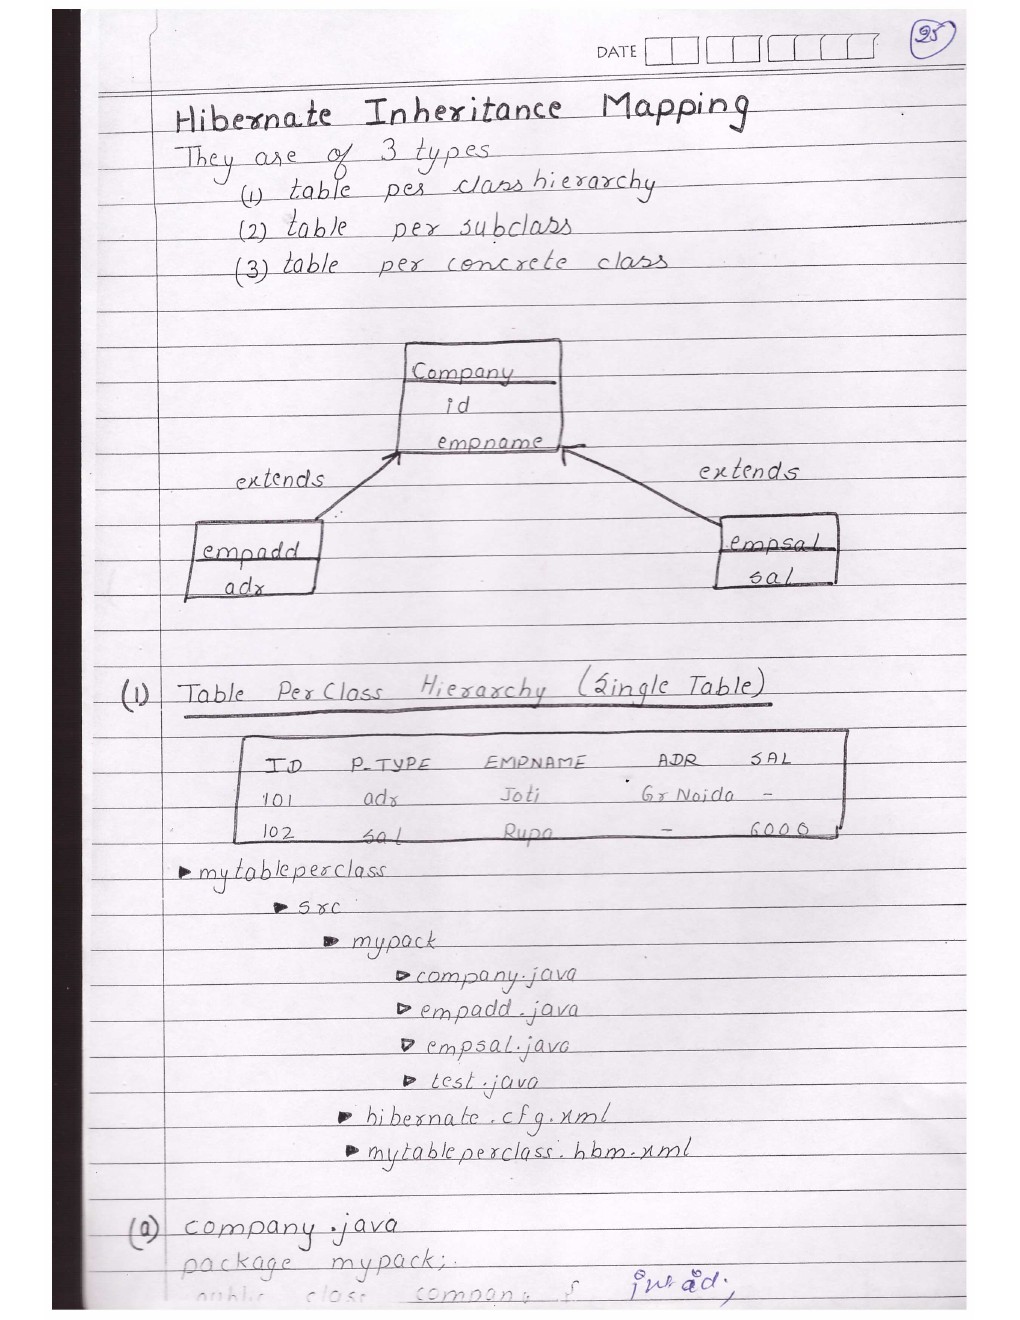 25
DATE
Hibernate Inheritance Mapping
They are of 3 types
(1) table per class hierarchy
(2) table per subclass
(3) table per concrete class
Company
id
empname
extends
extends
empadd
adr
empsal
sal
(1) Table Per Class Hierarchy (Single Table)
ID P_TYPE EMPNAME ADR SAL
101 adr Joti Gr Noida -
102 sal Rupa - 6000
mytableperclass
src
mypack
company.java
empadd.java
empsal.java
test.java
hibernate.cfg.xml
mytableperclass.hbm.xml
(a) company.java
package mypack;
public class company {